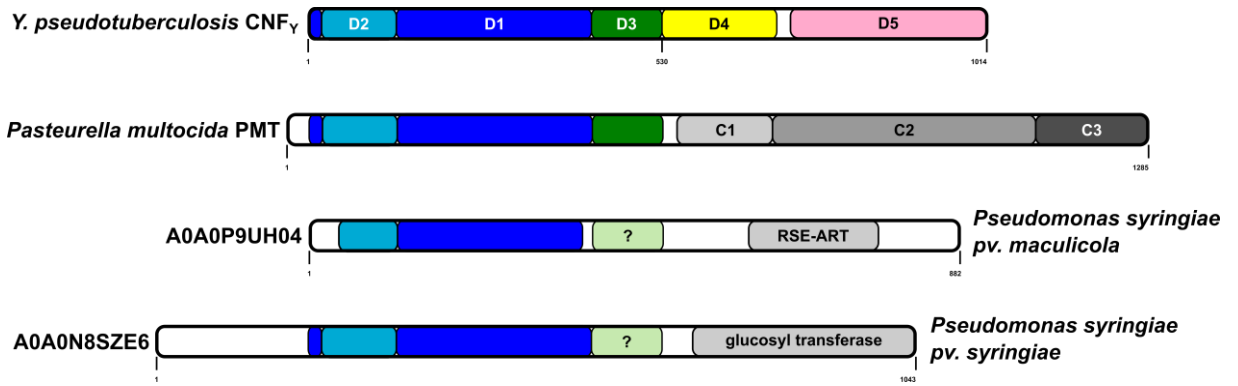 Y. pseudotuberculosis CNFY D2 D1 D3 D4 D5
1 530 1014
Pasteurella multocida PMT C1 C2 C3
1 1285
A0A0P9UH04 ? RSE-ART Pseudomonas syringiae
pv. maculicola
1 882
A0A0N8SZE6 ? glucosyl transferase Pseudomonas syringiae
pv. syringiae
1 1043